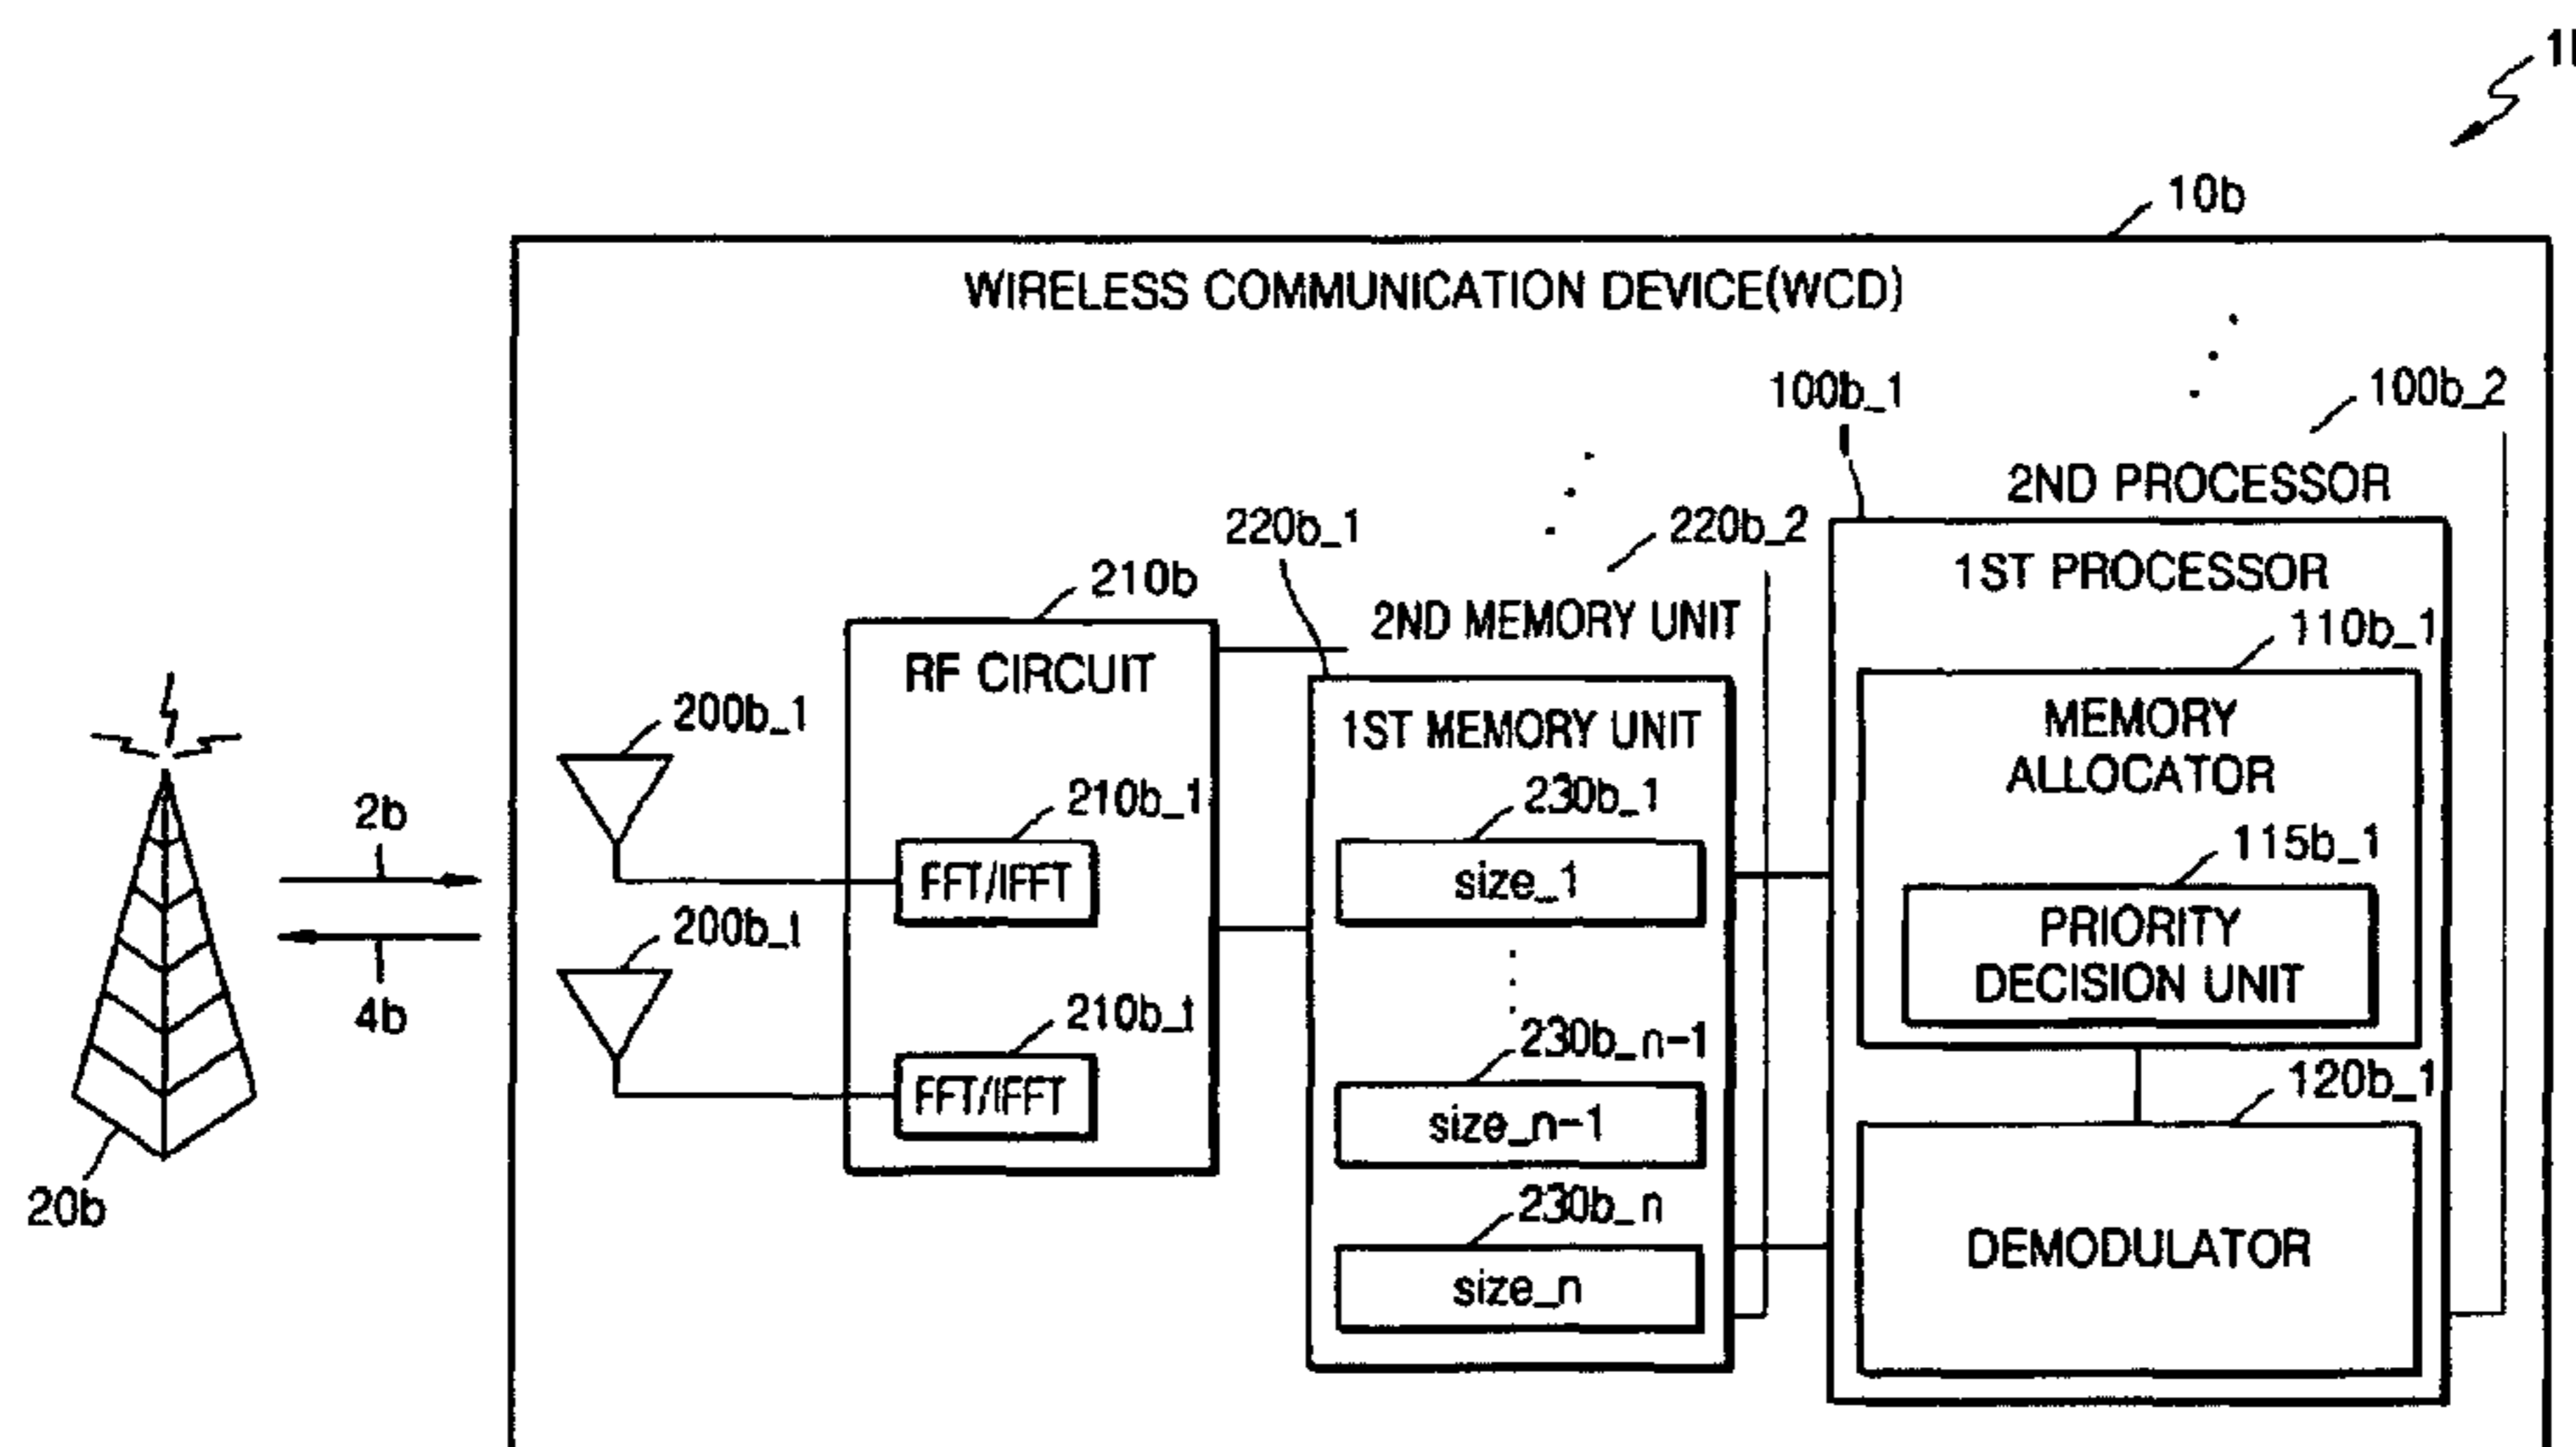 10b
WIRELESS COMMUNICATION DEVICE(WCD)
100b_1
100b_2
2ND PROCESSOR
220b_1
220b_2
210b
1ST PROCESSOR
2ND MEMORY UNIT
110b_1
RF CIRCUIT
200b_1
1ST MEMORY UNIT
MEMORY
ALLOCATOR
2b
210b_1
230b_1
115b_1
FFT/IFFT
size_1
200b_t
PRIORITY
DECISION UNIT
4b
210b_t
230b_n-1
120b_1
FFT/IFFT
size_n-1
20b
230b_n
DEMODULATOR
size_n